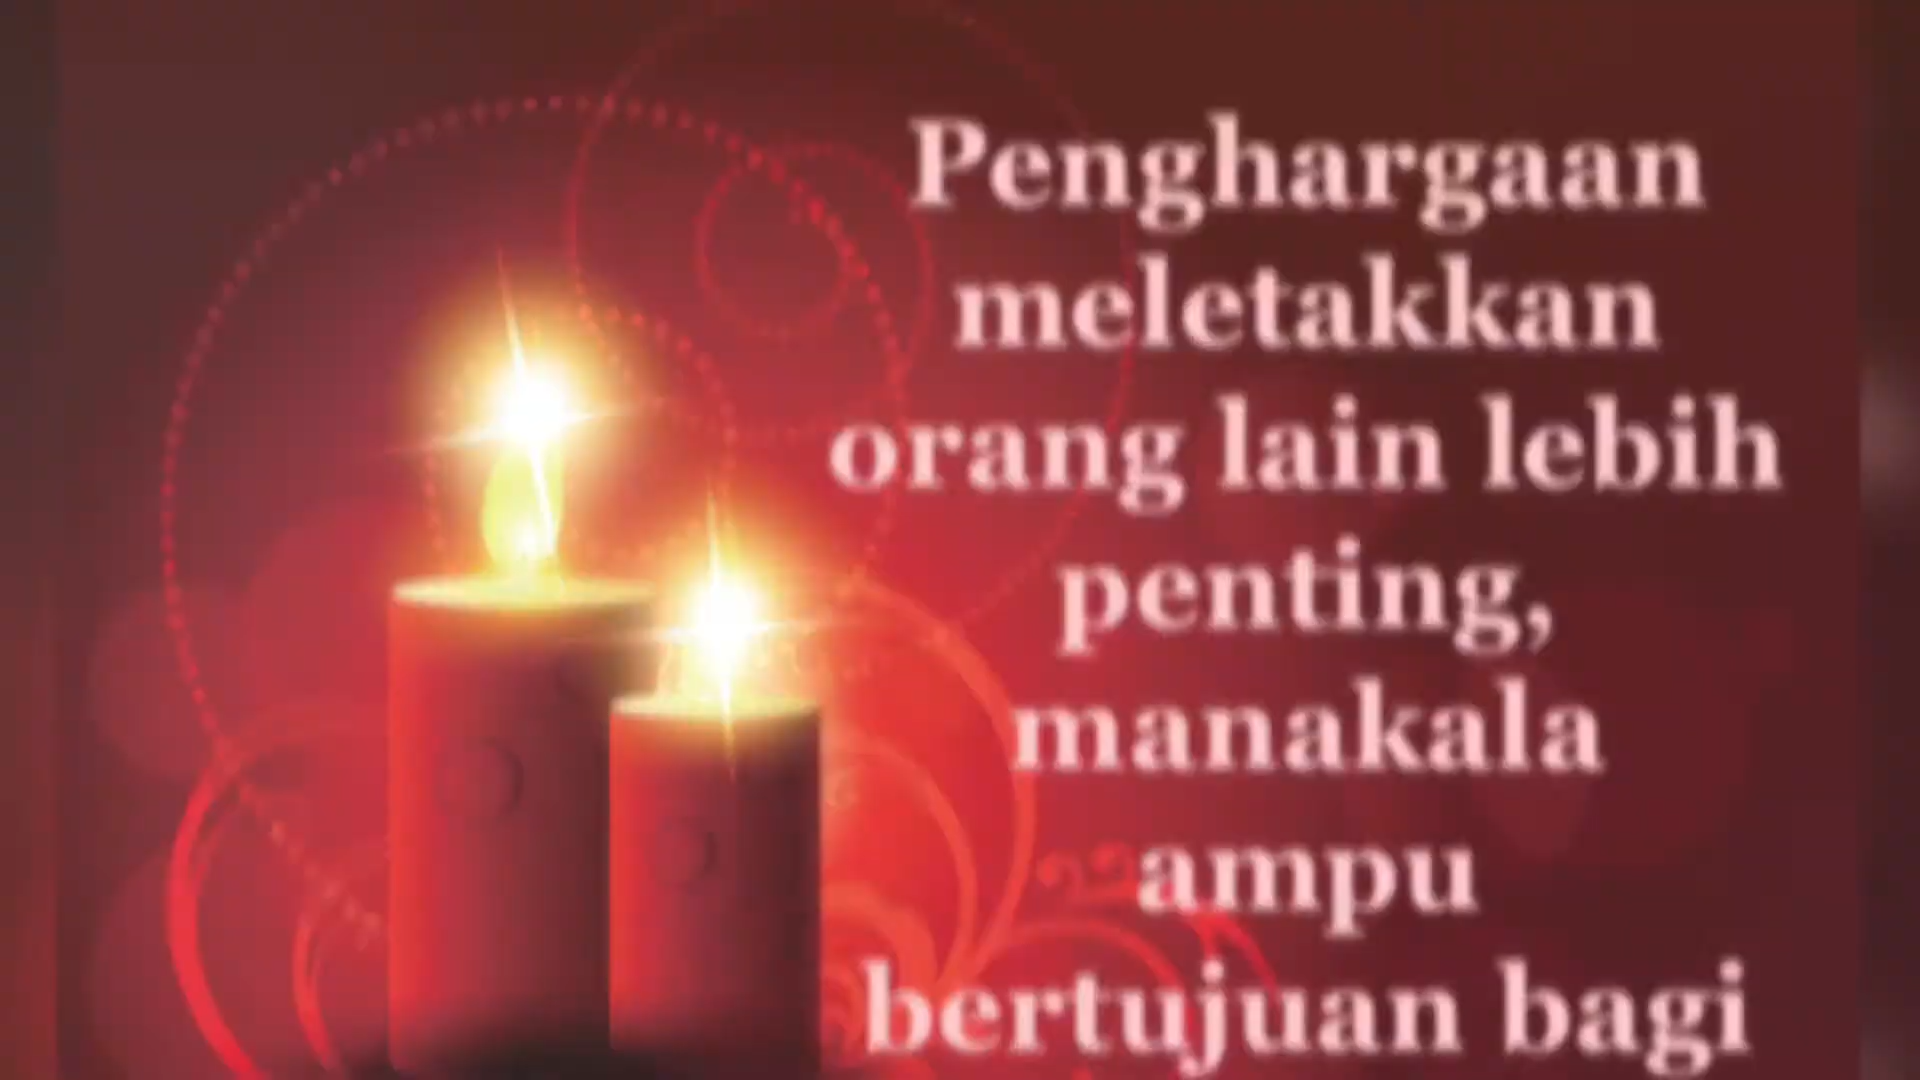 Penghargaan
meletakkan
orang lain lebih
penting,
manakala
ampu
bertujuan bagi